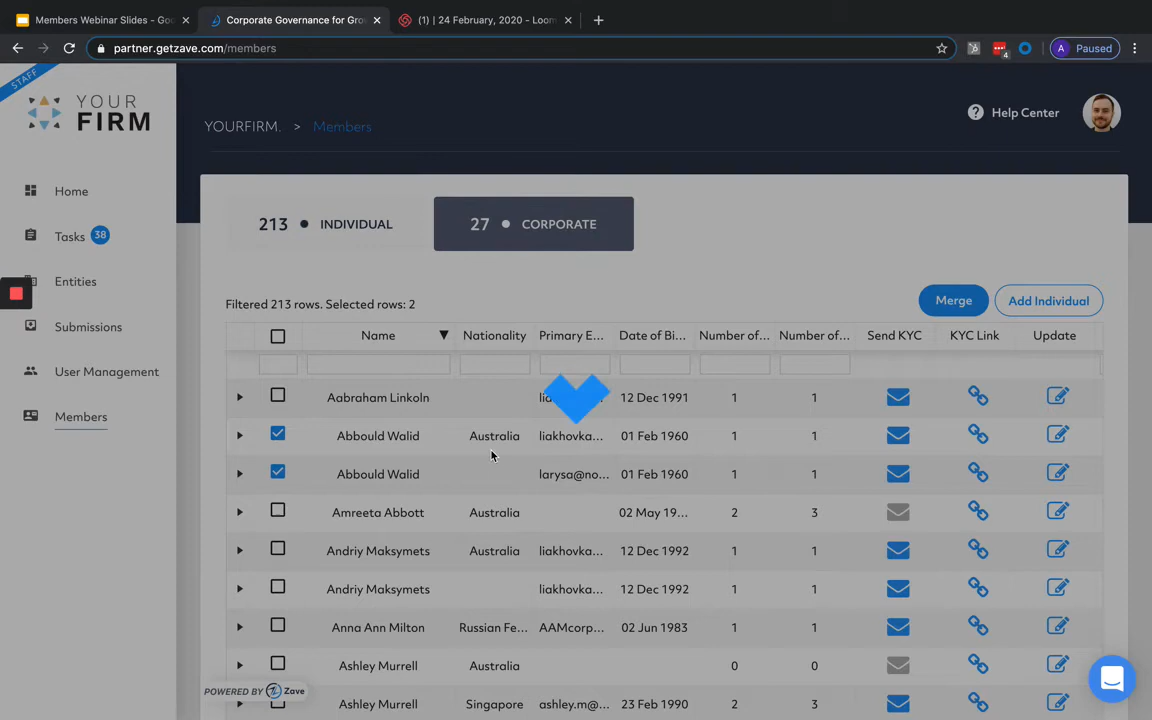 Members Webinar Slides - Goo
Corporate Governance for Gro
(1) | 24 February, 2020 - Loom
partner.getzave.com/members
4
A Paused
STAFF
YOUR
FIRM
YOURFIRM. > Members
Help Center
Home
Tasks 38
Entities
Submissions
User Management
Members
213 INDIVIDUAL
27 CORPORATE
Filtered 213 rows. Selected rows: 2
Merge
Add Individual
Name Nationality Primary E... Date of Bi... Number of... Number of... Send KYC KYC Link Update
Aabraham Linkoln 12 Dec 1991 1 1
Abbould Walid Australia liakhovka... 01 Feb 1960 1 1
Abbould Walid larysa@no... 01 Feb 1960 1 1
Amreeta Abbott Australia 02 May 19... 2 3
Andriy Maksymets Australia liakhovka... 12 Dec 1992 1 1
Andriy Maksymets liakhovka... 12 Dec 1992 1 1
Anna Ann Milton Russian Fe... AAMcorp... 02 Jun 1983 1 1
Ashley Murrell Australia 0 0
Ashley Murrell Singapore ashley.m@... 23 Feb 1990 2 3
POWERED BY Zave